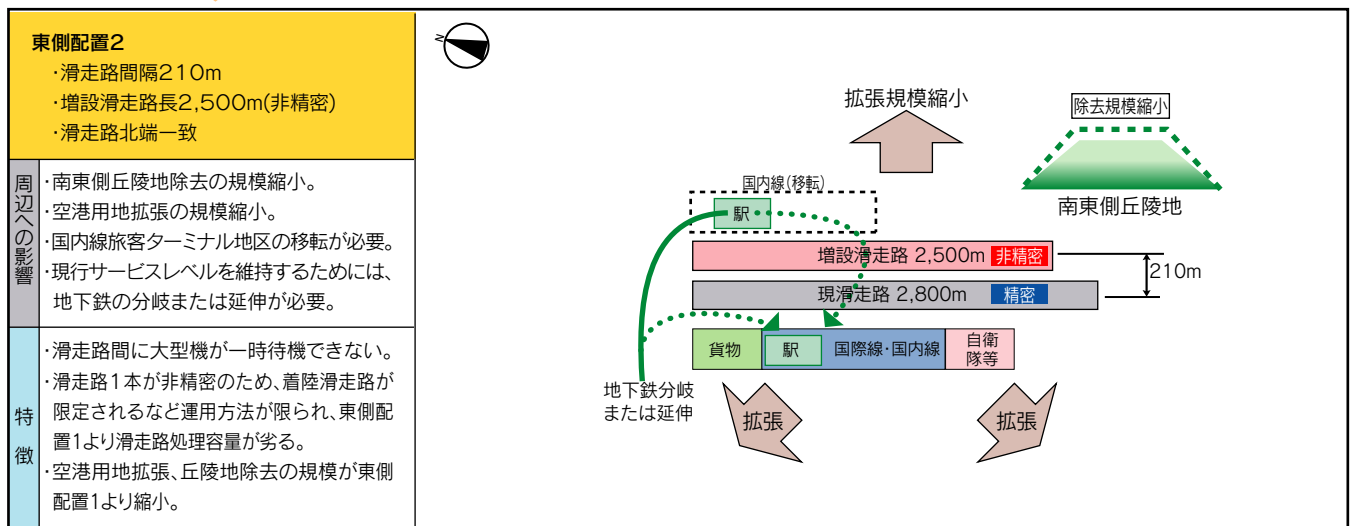 東側配置2
・滑走路間隔210m
・増設滑走路長2,500m(非精密)
・滑走路北端一致
周辺への影響
・南東側丘陵地除去の規模縮小。
・空港用地拡張の規模縮小。
・国内線旅客ターミナル地区の移転が必要。
・現行サービスレベルを維持するためには、
地下鉄の分岐または延伸が必要。
特徴
・滑走路間に大型機が一時待機できない。
・滑走路1本が非精密のため、着陸滑走路が
限定されるなど運用方法が限られ、東側配
置1より滑走路処理容量が劣る。
・空港用地拡張、丘陵地除去の規模が東側
配置1より縮小。
N
拡張規模縮小
除去規模縮小
南東側丘陵地
国内線(移転)
駅
増設滑走路 2,500m 非精密
210m
現滑走路 2,800m 精密
貨物
駅
国際線・国内線
自衛
隊等
地下鉄分岐
または延伸
拡張
拡張